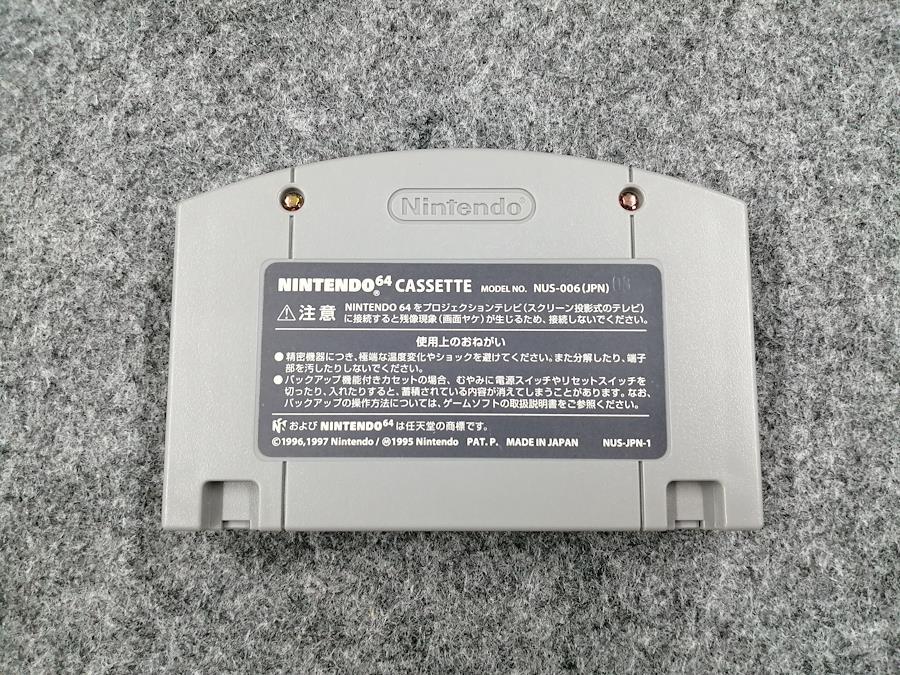 Nintendo
NINTENDO64 CASSETTE MODEL NO. NUS-006(JPN) 08
⚠注意 NINTENDO 64をプロジェクションテレビ(スクリーン投影式のテレビ)
に接続すると残像現象(画面ヤケ)が生じるため、接続しないでください。
使用上のおねがい
●精密機器につき、極端な温度変化やショックを避けてください。また分解したり、端子
部を汚したりしないでください。
●バックアップ機能付きカセットの場合、むやみに電源スイッチやリセットスイッチを
切ったり、入れたりすると、蓄積されている内容が消えてしまうことがあります。なお、
バックアップの操作方法については、ゲームソフトの取扱説明書をご参照ください。
および NINTENDO64 は任天堂の商標です。
©1996,1997 Nintendo/Ⓜ1995 Nintendo PAT. P. MADE IN JAPAN NUS-JPN-1